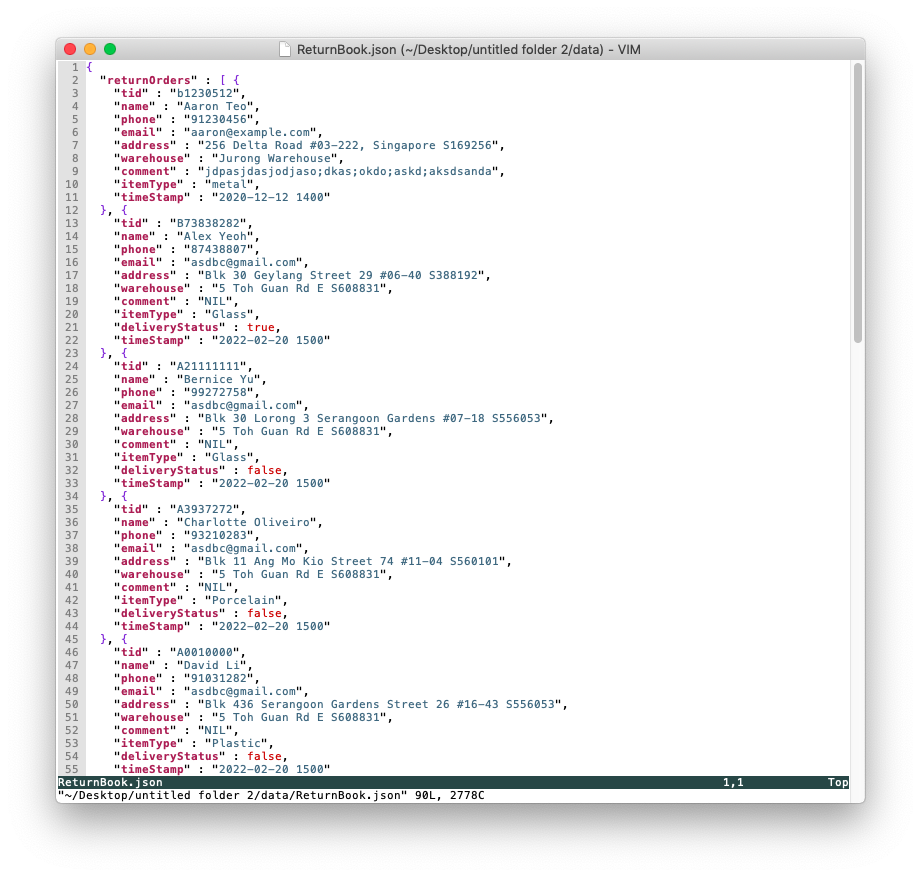 ReturnBook.json (~/Desktop/untitled folder 2/data) - VIM
1 {
2   "returnOrders" : [ {
3     "tid" : "b1230512",
4     "name" : "Aaron Teo",
5     "phone" : "91230456",
6     "email" : "aaron@example.com",
7     "address" : "256 Delta Road #03-222, Singapore S169256",
8     "warehouse" : "Jurong Warehouse",
9     "comment" : "jdpasjdasjodjaso;dkas;okdo;askd;aksdsanda",
10     "itemType" : "metal",
11     "timeStamp" : "2020-12-12 1400"
12   }, {
13     "tid" : "B73838282",
14     "name" : "Alex Yeoh",
15     "phone" : "87438807",
16     "email" : "asdbc@gmail.com",
17     "address" : "Blk 30 Geylang Street 29 #06-40 S388192",
18     "warehouse" : "5 Toh Guan Rd E S608831",
19     "comment" : "NIL",
20     "itemType" : "Glass",
21     "deliveryStatus" : true,
22     "timeStamp" : "2022-02-20 1500"
23   }, {
24     "tid" : "A21111111",
25     "name" : "Bernice Yu",
26     "phone" : "99272758",
27     "email" : "asdbc@gmail.com",
28     "address" : "Blk 30 Lorong 3 Serangoon Gardens #07-18 S556053",
29     "warehouse" : "5 Toh Guan Rd E S608831",
30     "comment" : "NIL",
31     "itemType" : "Glass",
32     "deliveryStatus" : false,
33     "timeStamp" : "2022-02-20 1500"
34   }, {
35     "tid" : "A3937272",
36     "name" : "Charlotte Oliveiro",
37     "phone" : "93210283",
38     "email" : "asdbc@gmail.com",
39     "address" : "Blk 11 Ang Mo Kio Street 74 #11-04 S560101",
40     "warehouse" : "5 Toh Guan Rd E S608831",
41     "comment" : "NIL",
42     "itemType" : "Porcelain",
43     "deliveryStatus" : false,
44     "timeStamp" : "2022-02-20 1500"
45   }, {
46     "tid" : "A0010000",
47     "name" : "David Li",
48     "phone" : "91031282",
49     "email" : "asdbc@gmail.com",
50     "address" : "Blk 436 Serangoon Gardens Street 26 #16-43 S556053",
51     "warehouse" : "5 Toh Guan Rd E S608831",
52     "comment" : "NIL",
53     "itemType" : "Plastic",
54     "deliveryStatus" : false,
55     "timeStamp" : "2022-02-20 1500"
ReturnBook.json 1,1 Top
"~/Desktop/untitled folder 2/data/ReturnBook.json" 90L, 2778C